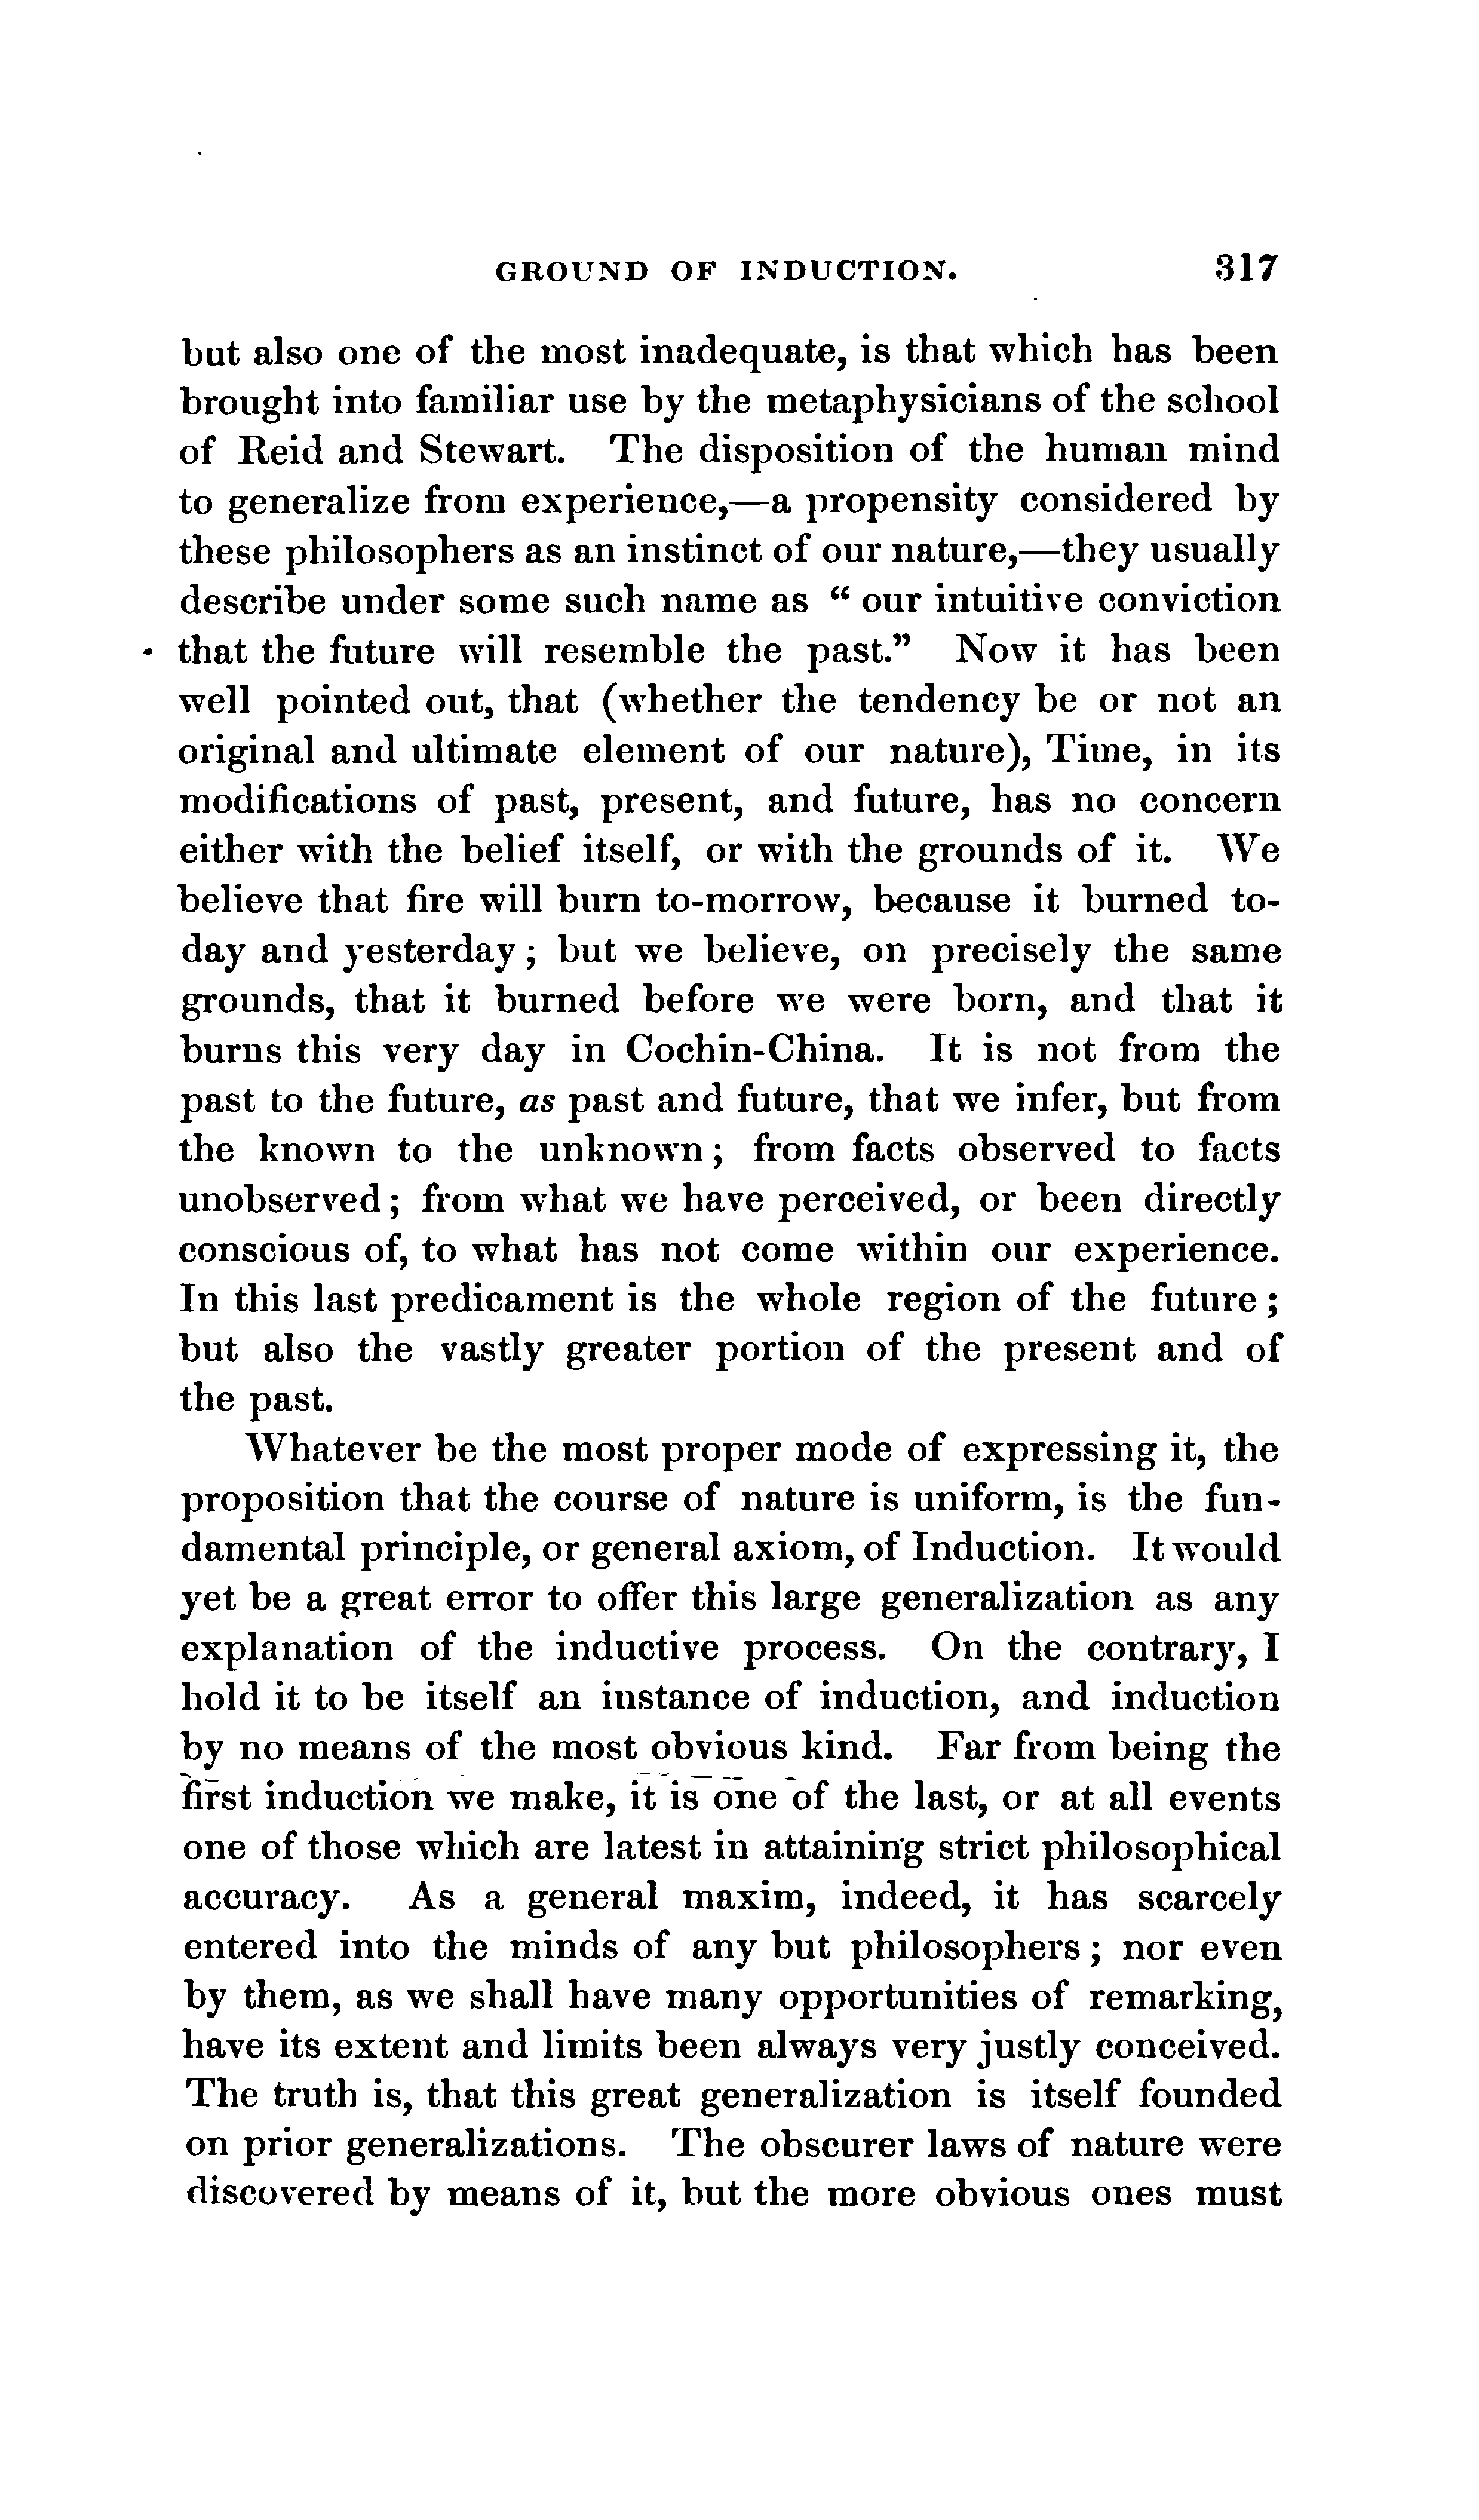 GROUND OF INDUCTION. 317
but also one of the most inadequate, is that which has been
brought into familiar use by the metaphysicians of the school
of Reid and Stewart. The disposition of the human mind
to generalize from experience,—a propensity considered by
these philosophers as an instinct of our nature,—they usually
describe under some such name as “ our intuitive conviction
that the future will resemble the past.” Now it has been
well pointed out, that (whether the tendency be or not an
original and ultimate element of our nature), Time, in its
modifications of past, present, and future, has no concern
either with the belief itself, or with the grounds of it. We
believe that fire will burn to-morrow, because it burned to-
day and yesterday; but we believe, on precisely the same
grounds, that it burned before we were born, and that it
burns this very day in Cochin-China. It is not from the
past to the future, as past and future, that we infer, but from
the known to the unknown; from facts observed to facts
unobserved; from what we have perceived, or been directly
conscious of, to what has not come within our experience.
In this last predicament is the whole region of the future;
but also the vastly greater portion of the present and of
the past.
Whatever be the most proper mode of expressing it, the
proposition that the course of nature is uniform, is the fun-
damental principle, or general axiom, of Induction. It would
yet be a great error to offer this large generalization as any
explanation of the inductive process. On the contrary, I
hold it to be itself an instance of induction, and induction
by no means of the most obvious kind. Far from being the
first induction we make, it is one of the last, or at all events
one of those which are latest in attaining strict philosophical
accuracy. As a general maxim, indeed, it has scarcely
entered into the minds of any but philosophers; nor even
by them, as we shall have many opportunities of remarking,
have its extent and limits been always very justly conceived.
The truth is, that this great generalization is itself founded
on prior generalizations. The obscurer laws of nature were
discovered by means of it, but the more obvious ones must